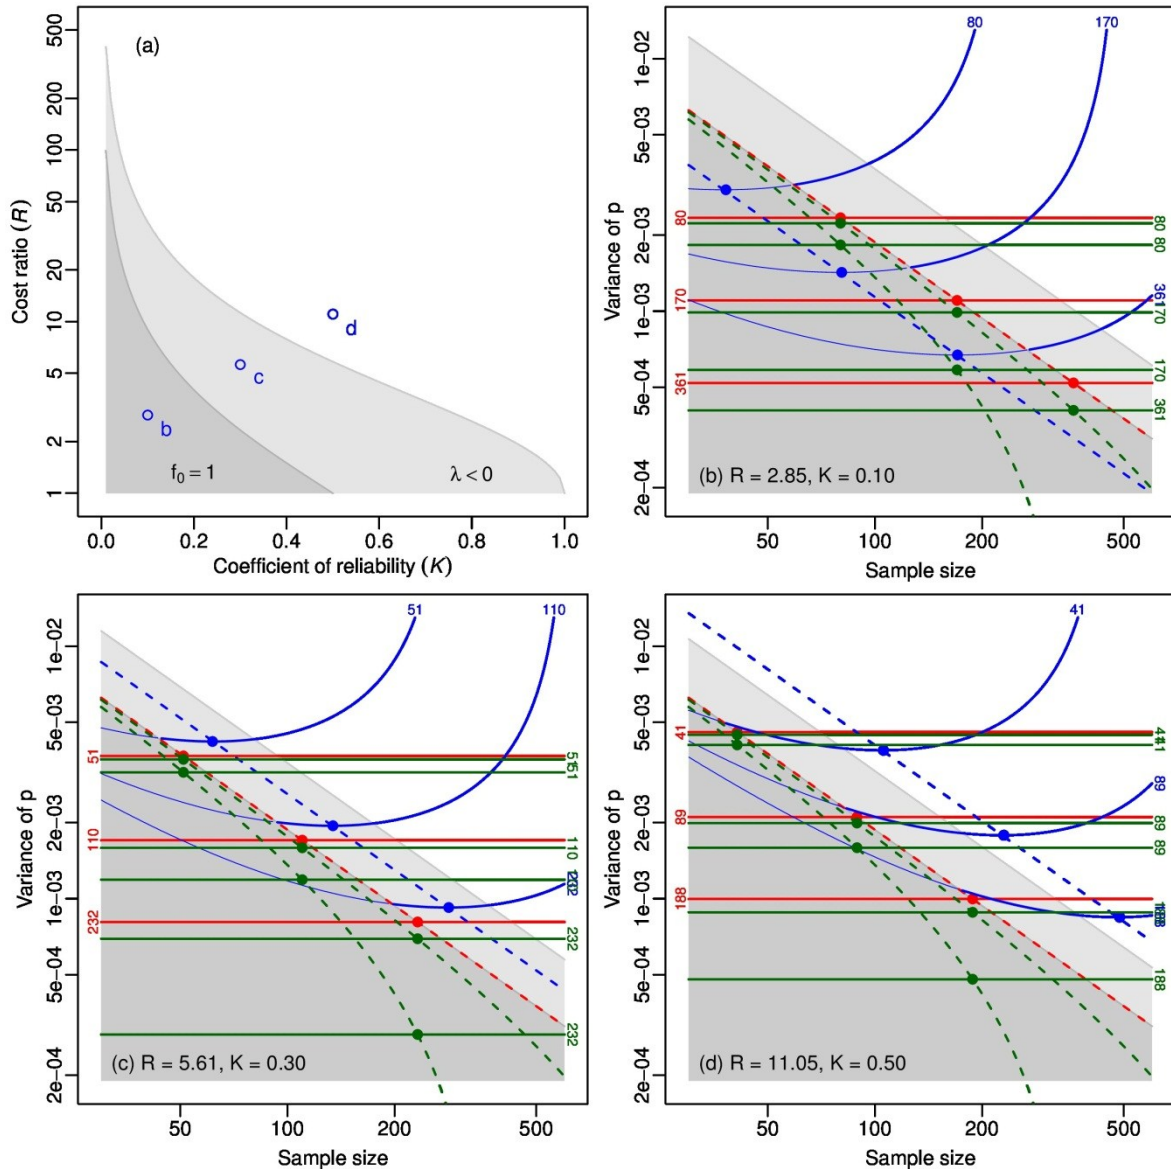 (a)
Cost ratio (R)
500
200
100
50
20
10
5
2
1
b
c
d
f₀ = 1
λ < 0
0.0 0.2 0.4 0.6 0.8 1.0
Coefficient of reliability (K)
80 170
Variance of p
1e−02
5e−03
2e−03
1e−03
5e−04
2e−04
80
170
361
80
80
361
170
170
361
(b) R = 2.85, K = 0.10
50 100 200 500
Sample size
51 110
Variance of p
1e−02
5e−03
2e−03
1e−03
5e−04
2e−04
51
110
232
51
51
110
232
232
(c) R = 5.61, K = 0.30
50 100 200 500
Sample size
41
Variance of p
1e−02
5e−03
2e−03
1e−03
5e−04
2e−04
41
89
188
41
89
89
89
188
(d) R = 11.05, K = 0.50
50 100 200 500
Sample size